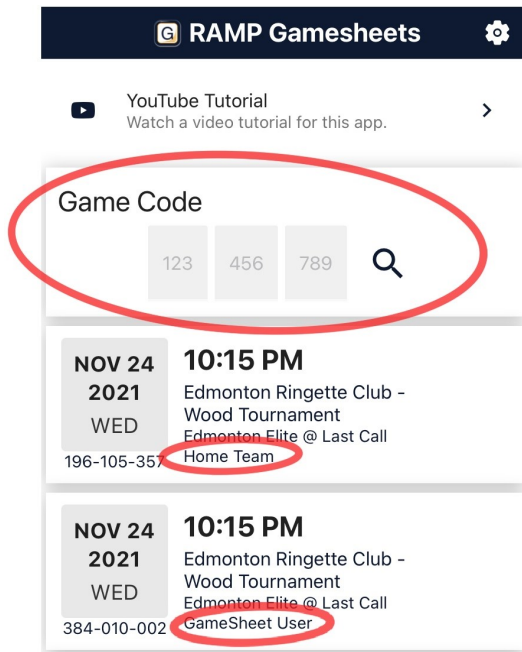 G RAMP Gamesheets
YouTube Tutorial
Watch a video tutorial for this app.
Game Code
123 456 789
NOV 24
2021
WED
196-105-357
10:15 PM
Edmonton Ringette Club -
Wood Tournament
Edmonton Elite @ Last Call
Home Team
NOV 24
2021
WED
384-010-002
10:15 PM
Edmonton Ringette Club -
Wood Tournament
Edmonton Elite @ Last Call
GameSheet User